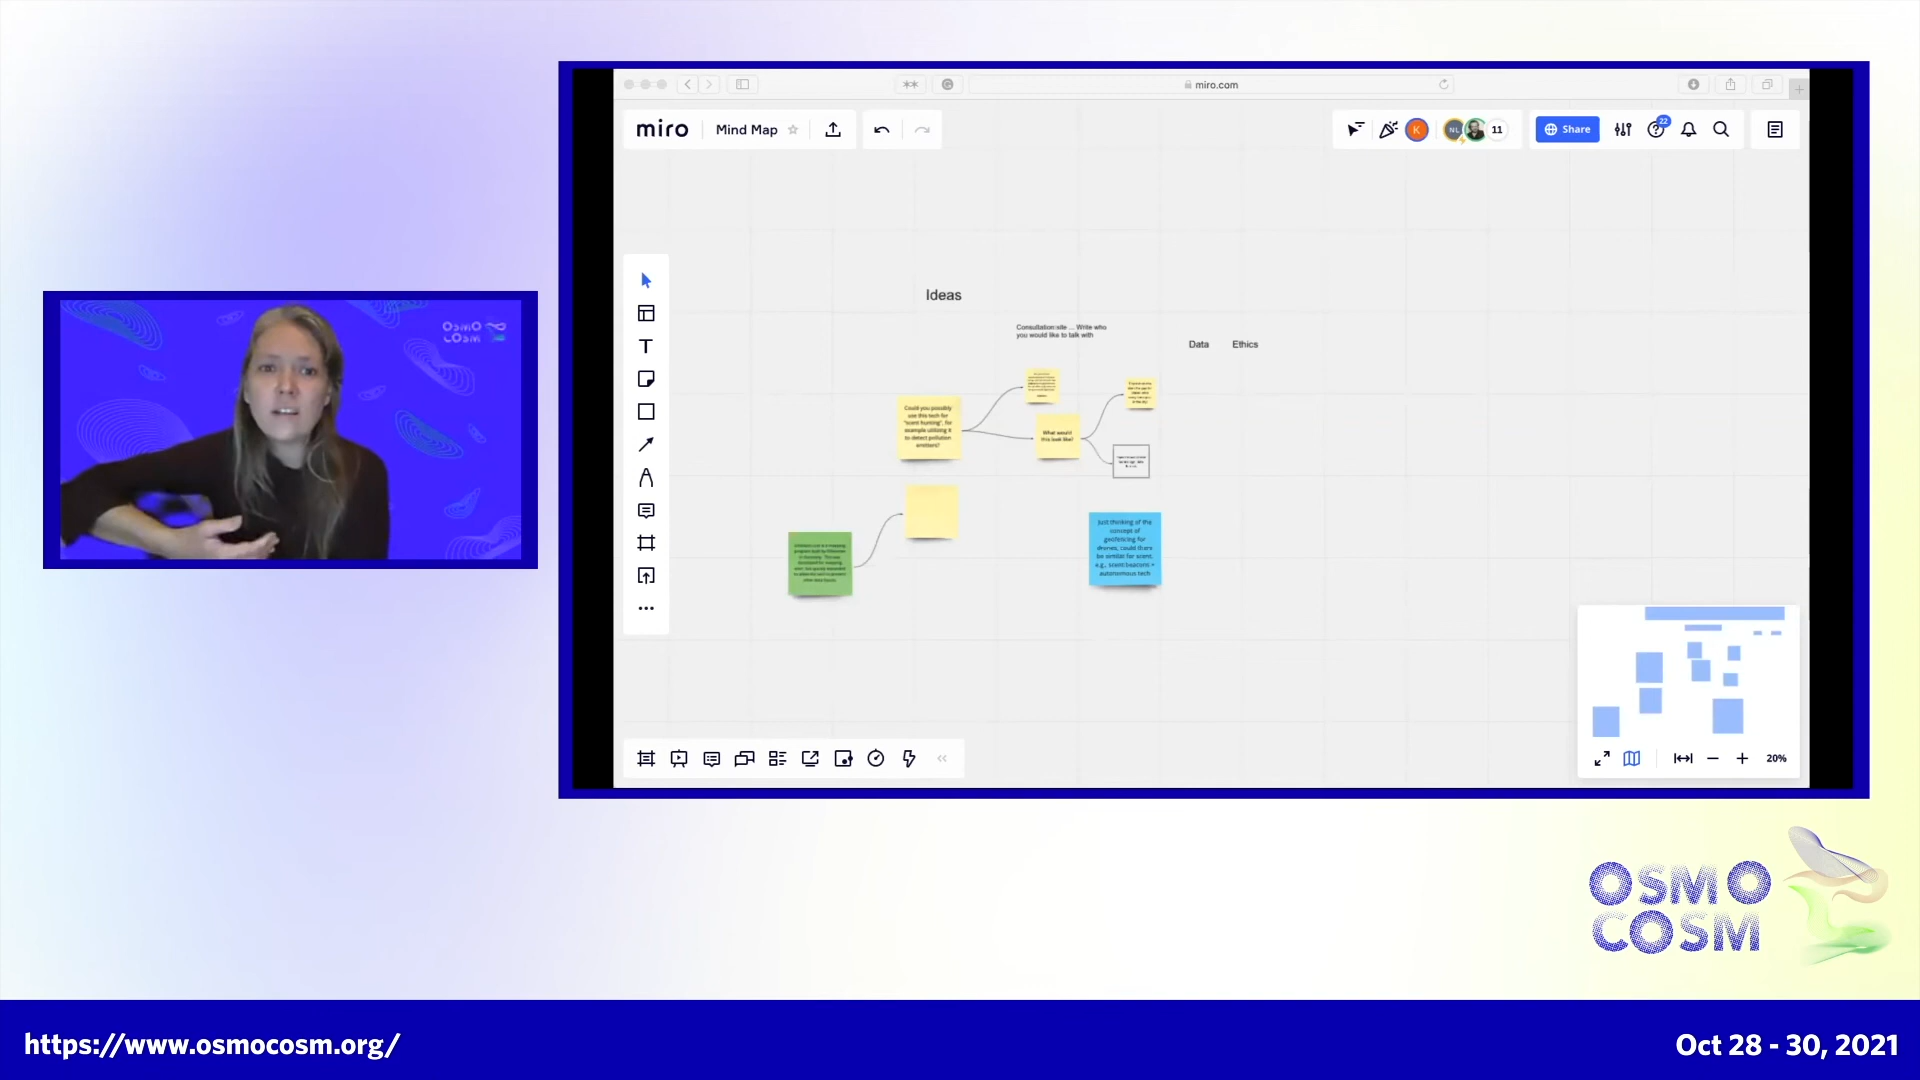 OSMO
COSM
miro.com
miro
Mind Map
K
NL
11
Share
22
Ideas
Consultation site ... Write who
you would like to talk with
Data
Ethics
Could you possibly
use this tech for
"scent hunting", for
example utilizing it
to detect pollution
emitters?
What would
this look like?
Just thinking of the
concept of
geofencing for
drones, could there
be similar for scent.
e.g., scent beacons +
autonomous tech
20%
OSMO
COSM
https://www.osmocosm.org/
Oct 28 - 30, 2021